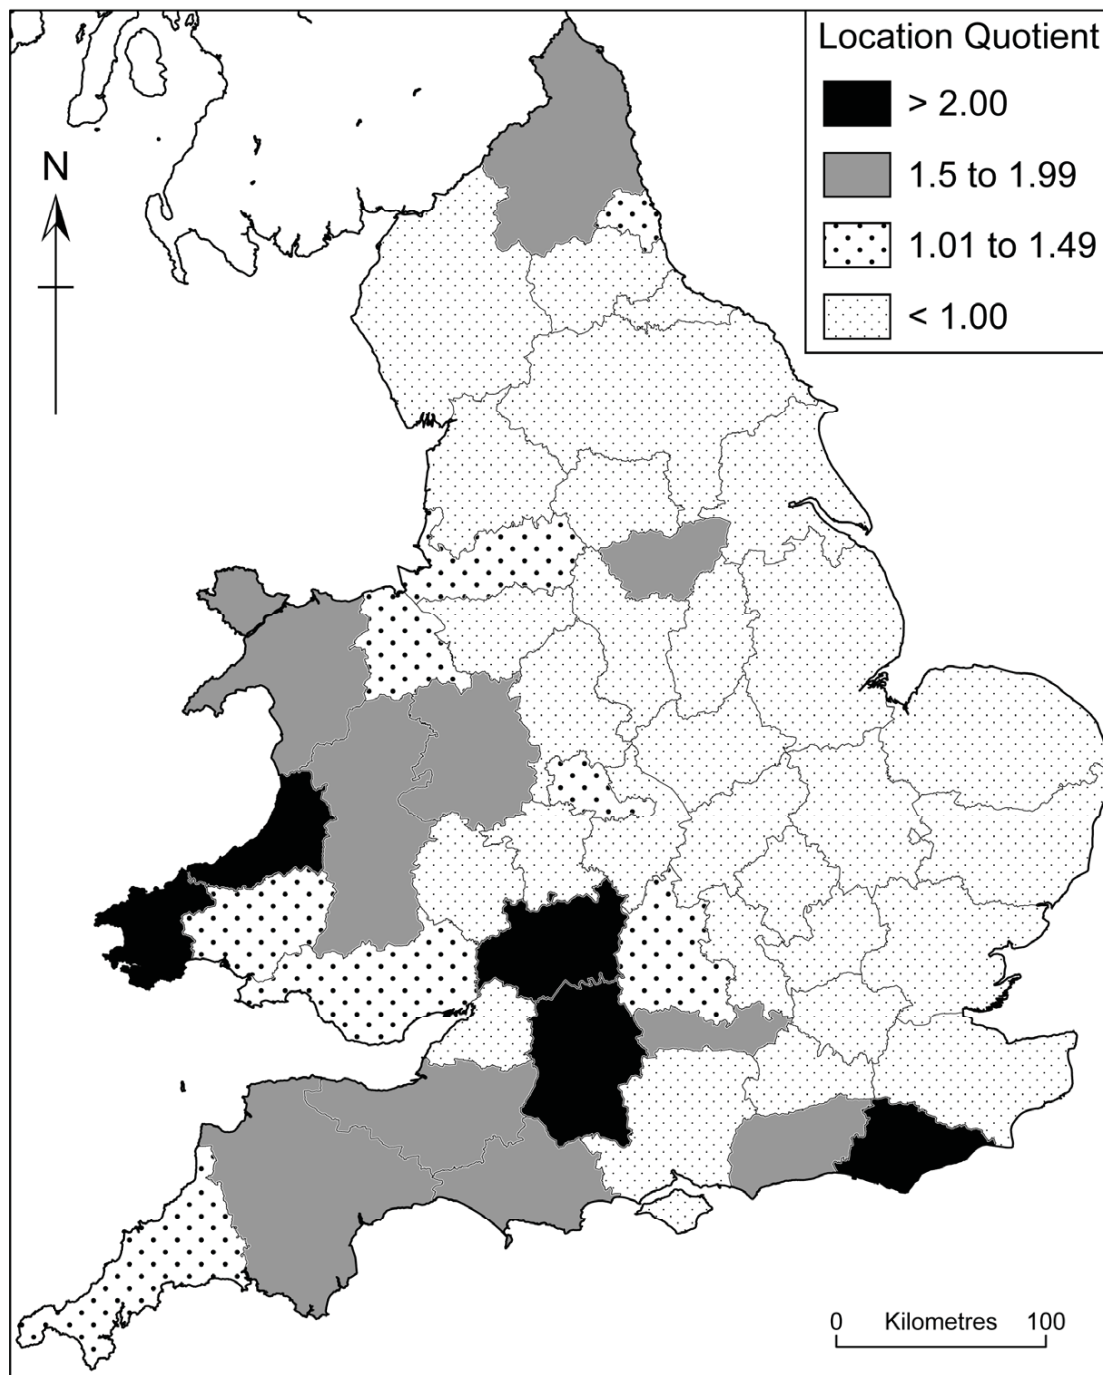 Location Quotient
> 2.00
1.5 to 1.99
1.01 to 1.49
< 1.00
N
0 Kilometres 100